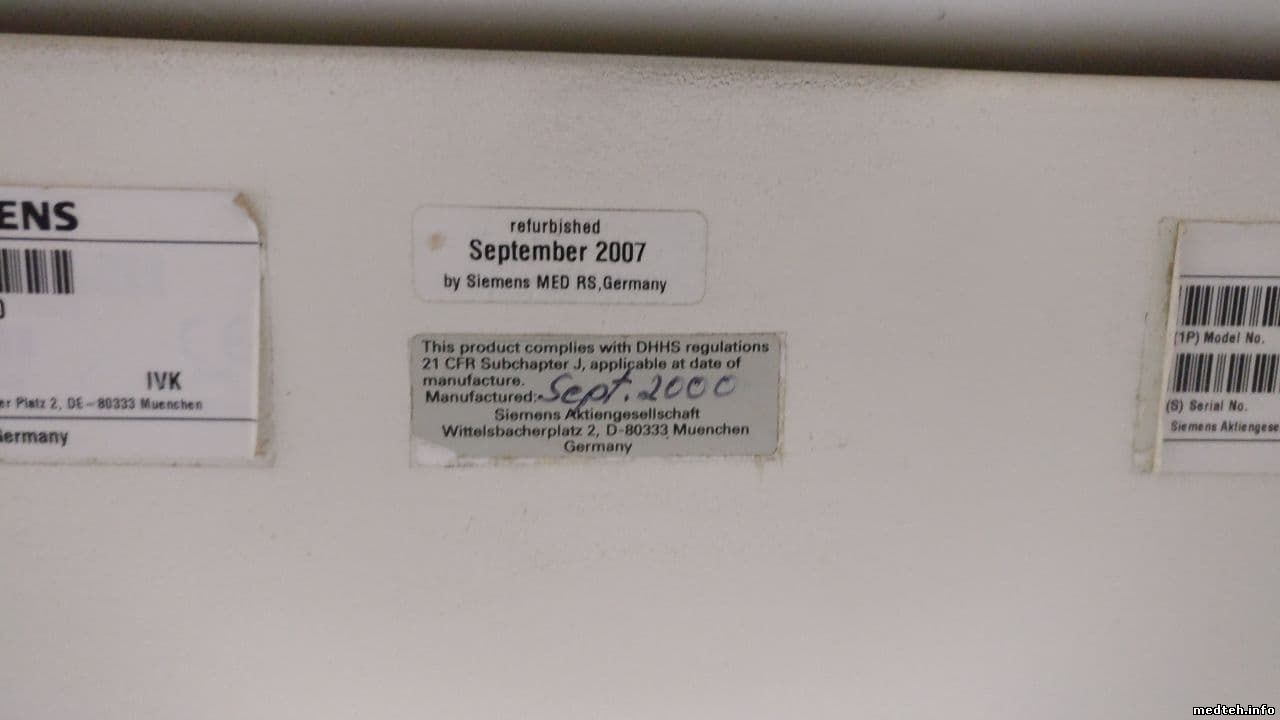 ENS
IVK
er Platz 2, DE-80333 Muenchen
Germany
refurbished
September 2007
by Siemens MED RS,Germany
This product complies with DHHS regulations
21 CFR Subchapter J, applicable at date of
manufacture.
Manufactured: Sept. 2000
Siemens Aktiengesellschaft
Wittelsbacherplatz 2, D-80333 Muenchen
Germany
(1P) Model No.
(S) Serial No.
Siemens Aktiengese
medteh.info